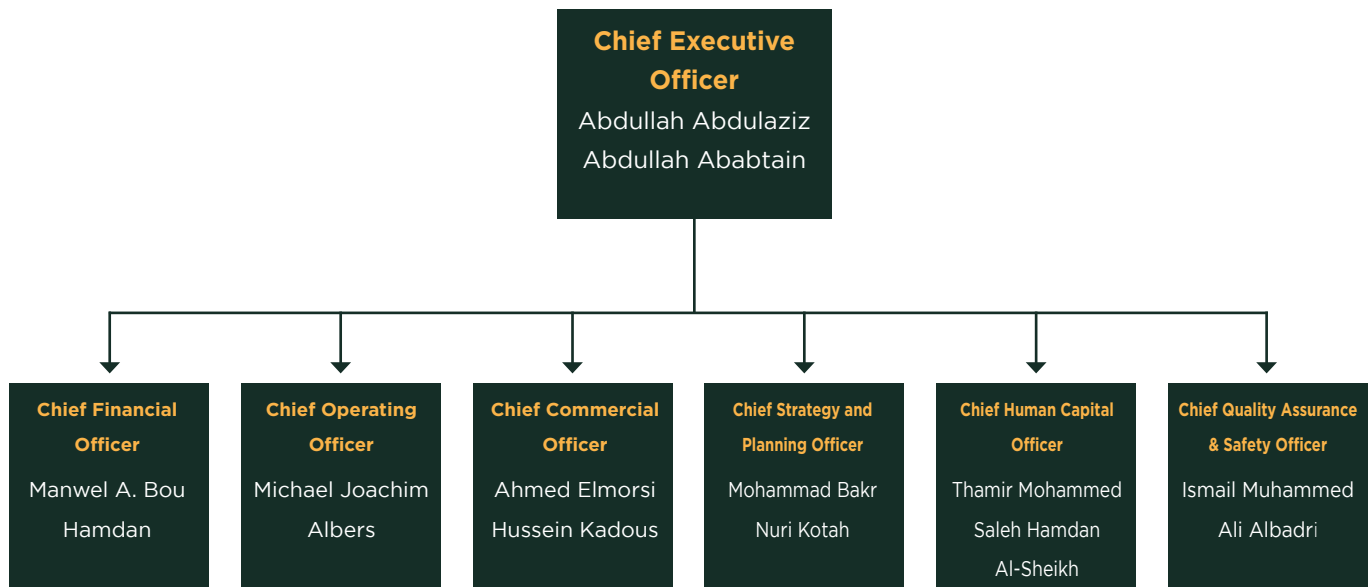 Chief Executive
Officer
Abdullah Abdulaziz
Abdullah Ababtain
Chief Financial
Officer
Manwel A. Bou
Hamdan
Chief Operating
Officer
Michael Joachim
Albers
Chief Commercial
Officer
Ahmed Elmorsi
Hussein Kadous
Chief Strategy and
Planning Officer
Mohammad Bakr
Nuri Kotah
Chief Human Capital
Officer
Thamir Mohammed
Saleh Hamdan
Al-Sheikh
Chief Quality Assurance
& Safety Officer
Ismail Muhammed
Ali Albadri